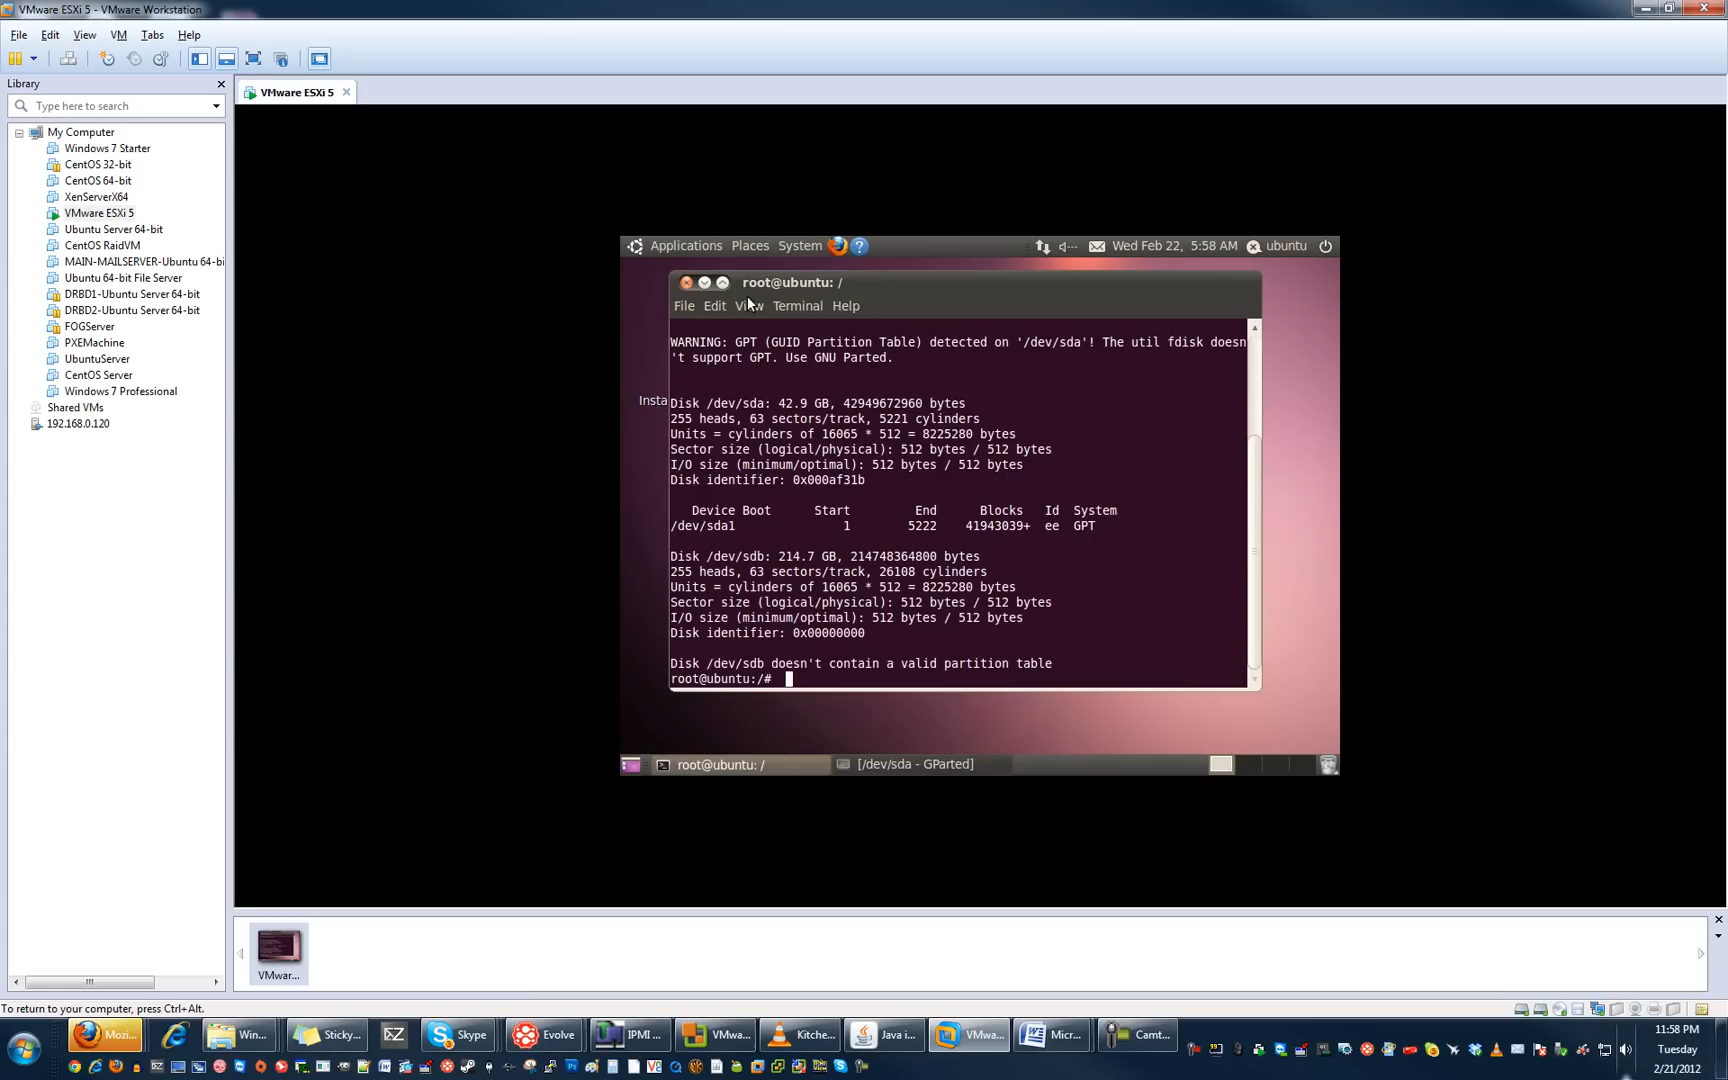 VMware ESXi 5 - VMware Workstation
File Edit View VM Tabs Help
Library
Type here to search
My Computer
Windows 7 Starter
CentOS 32-bit
CentOS 64-bit
XenServerX64
VMware ESXi 5
Ubuntu Server 64-bit
CentOS RaidVM
MAIN-MAILSERVER-Ubuntu 64-bi
Ubuntu 64-bit File Server
DRBD1-Ubuntu Server 64-bit
DRBD2-Ubuntu Server 64-bit
FOGServer
PXEMachine
UbuntuServer
CentOS Server
Windows 7 Professional
Shared VMs
192.168.0.120
VMware ESXi 5
Applications Places System Wed Feb 22, 5:58 AM ubuntu
root@ubuntu: /
File Edit View Terminal Help
WARNING: GPT (GUID Partition Table) detected on '/dev/sda'! The util fdisk doesn
't support GPT. Use GNU Parted.
Insta
Disk /dev/sda: 42.9 GB, 42949672960 bytes
255 heads, 63 sectors/track, 5221 cylinders
Units = cylinders of 16065 * 512 = 8225280 bytes
Sector size (logical/physical): 512 bytes / 512 bytes
I/O size (minimum/optimal): 512 bytes / 512 bytes
Disk identifier: 0x000af31b
Device Boot Start End Blocks Id System
/dev/sda1 1 5222 41943039+ ee GPT
Disk /dev/sdb: 214.7 GB, 214748364800 bytes
255 heads, 63 sectors/track, 26108 cylinders
Units = cylinders of 16065 * 512 = 8225280 bytes
Sector size (logical/physical): 512 bytes / 512 bytes
I/O size (minimum/optimal): 512 bytes / 512 bytes
Disk identifier: 0x00000000
Disk /dev/sdb doesn't contain a valid partition table
root@ubuntu:/#
root@ubuntu: / [/dev/sda - GParted]
VMwar...
To return to your computer, press Ctrl+Alt.
Mozi... Win... Sticky... Skype Evolve IPMI ... VMwa... Kitche... Java i... VMwa... Micr... Camt...
11:58 PM
Tuesday
2/21/2012